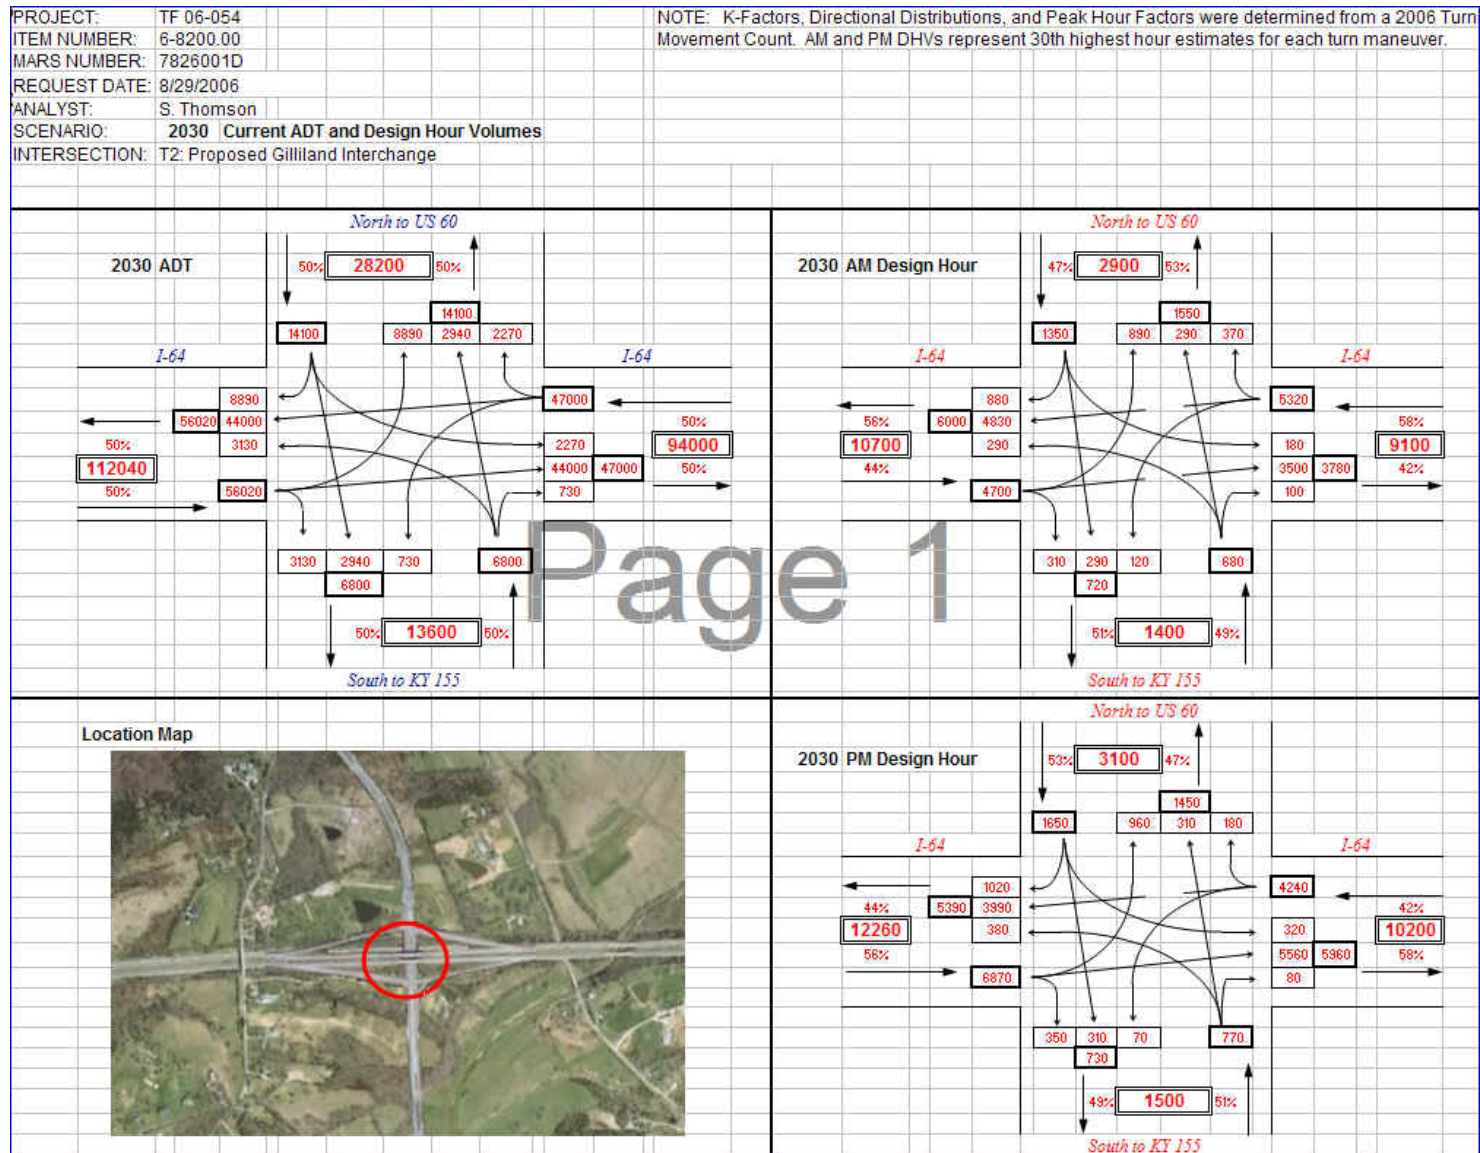 PROJECT: TF 06-054
ITEM NUMBER: 6-8200.00
MARS NUMBER: 7826001D
REQUEST DATE: 8/29/2006
ANALYST: S. Thomson
SCENARIO: 2030 Current ADT and Design Hour Volumes
INTERSECTION: T2: Proposed Gilliland Interchange
NOTE: K-Factors, Directional Distributions, and Peak Hour Factors were determined from a 2006 Turn
Movement Count. AM and PM DHVs represent 30th highest hour estimates for each turn maneuver.
North to US 60
2030 ADT
50% 28200 50%
14100
14100 8890 2940 2270
I-64 I-64
8890 47000
56020 44000 50%
50% 3130 2270 94000
112040 44000 47000 50%
50% 56020 730
3130 2940 730 6800
6800
50% 13600 50%
South to KY 155
North to US 60
2030 AM Design Hour
47% 2900 53%
1550
1350 890 290 370
I-64 I-64
880 5320
56% 6000 4830 58%
10700 290 180 9100
44% 3500 3780 42%
4700 100
310 290 120 680
720
51% 1400 49%
South to KY 155
Page 1
Location Map
North to US 60
2030 PM Design Hour
53% 3100 47%
1450
1650 960 310 180
I-64 I-64
1020 4240
44% 5390 3990 42%
12260 380 320 10200
56% 5560 5960 58%
6870 80
350 310 70 770
730
49% 1500 51%
South to KY 155